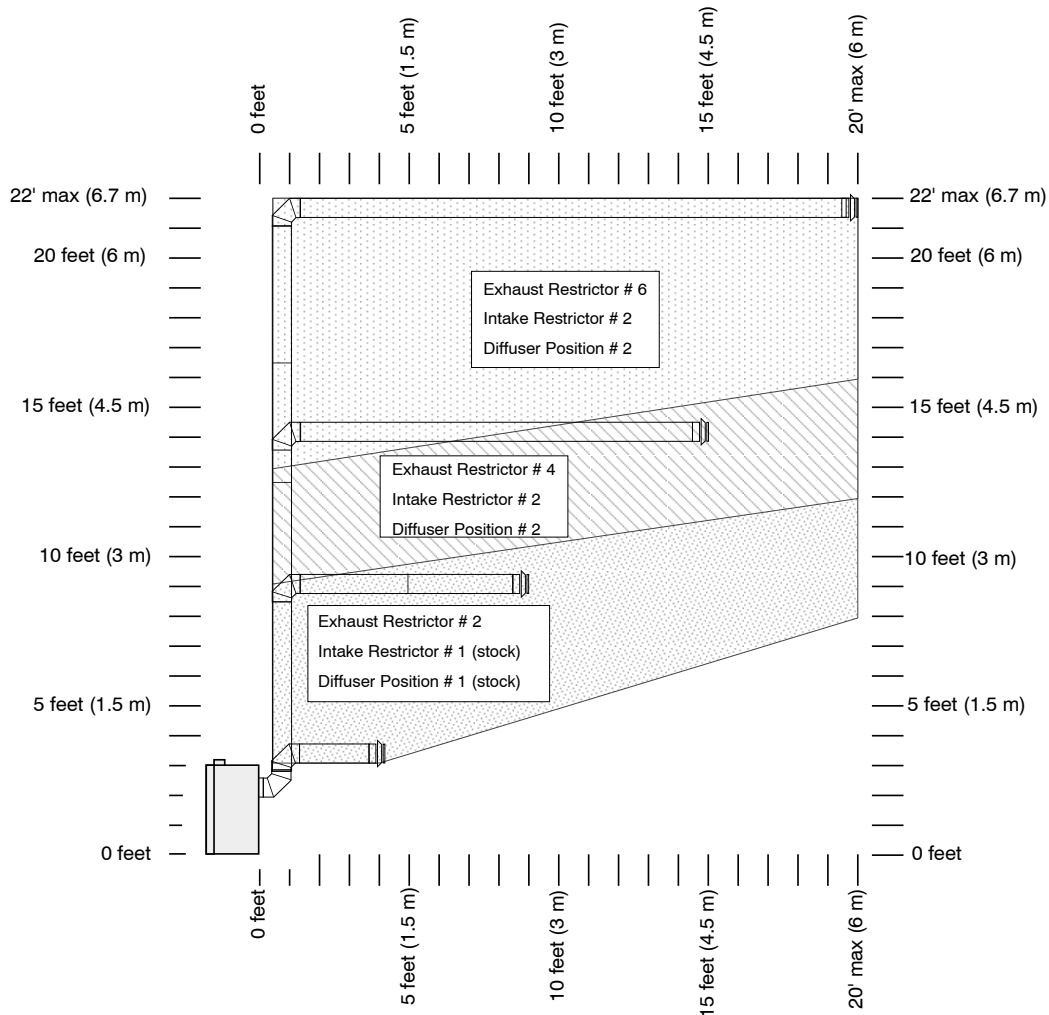 0 feet
5 feet (1.5 m)
10 feet (3 m)
15 feet (4.5 m)
20' max (6 m)
22' max (6.7 m)
22' max (6.7 m)
20 feet (6 m)
20 feet (6 m)
Exhaust Restrictor # 6
Intake Restrictor # 2
Diffuser Position # 2
15 feet (4.5 m)
15 feet (4.5 m)
Exhaust Restrictor # 4
Intake Restrictor # 2
Diffuser Position # 2
10 feet (3 m)
10 feet (3 m)
Exhaust Restrictor # 2
Intake Restrictor # 1 (stock)
Diffuser Position # 1 (stock)
5 feet (1.5 m)
5 feet (1.5 m)
0 feet
0 feet
0 feet
5 feet (1.5 m)
10 feet (3 m)
15 feet (4.5 m)
20' max (6 m)